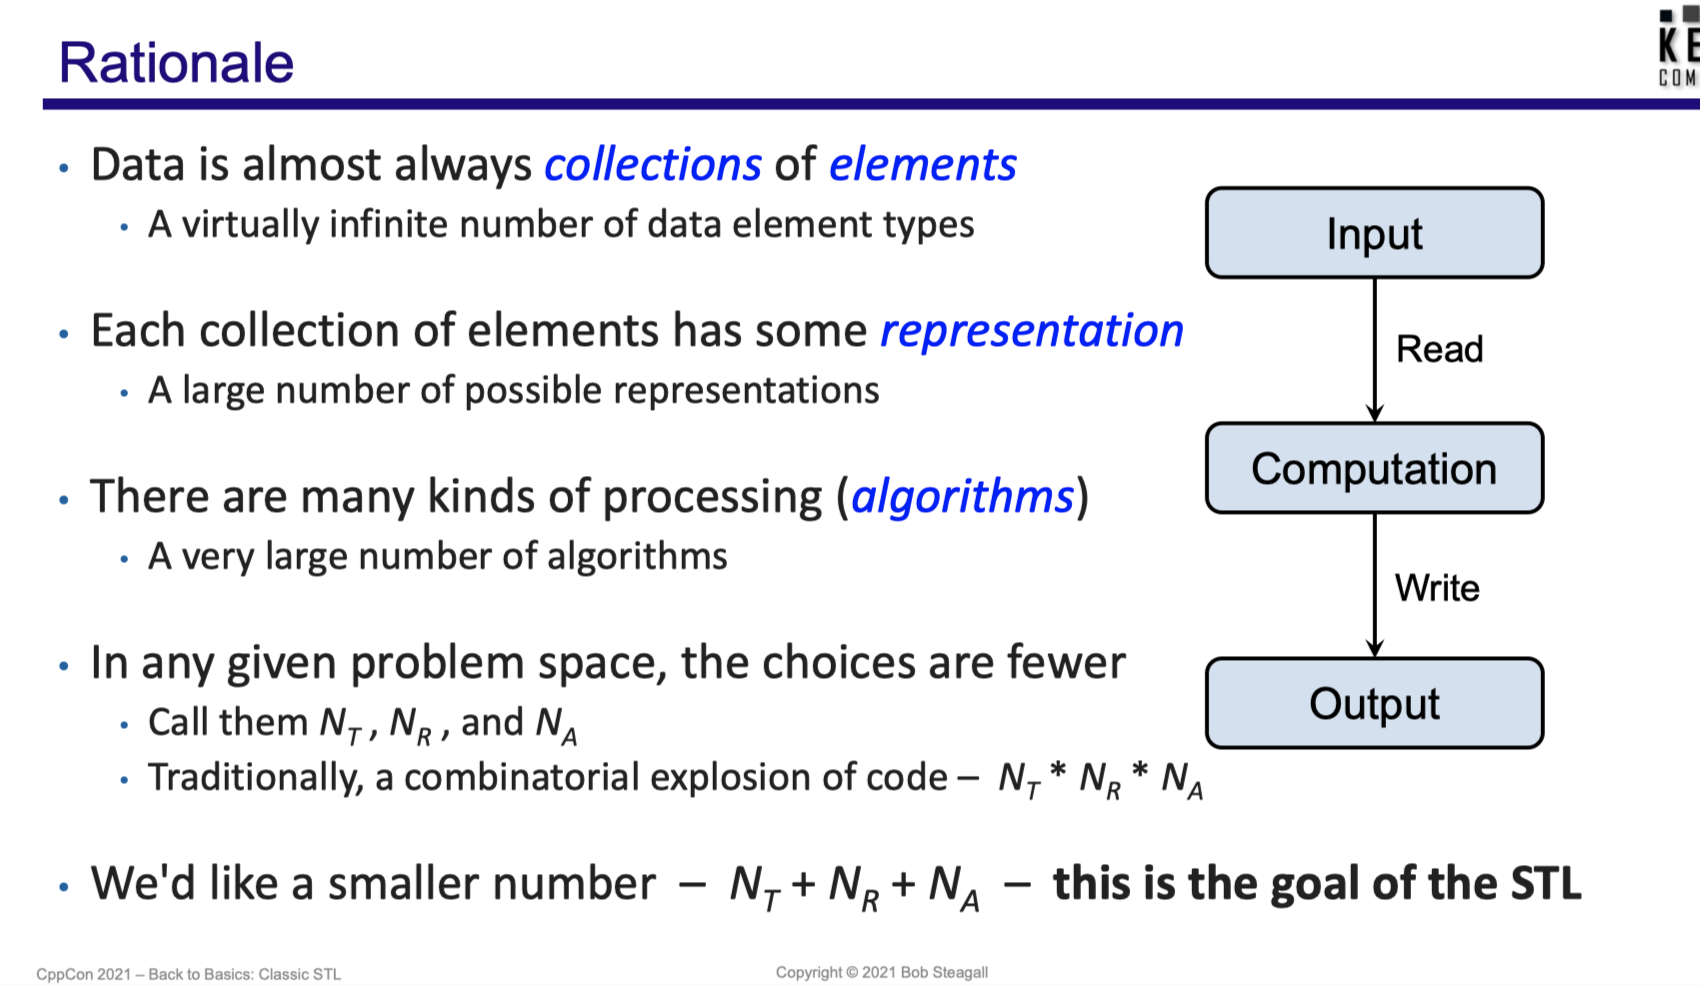 Rationale
KE
COM
• Data is almost always collections of elements
• A virtually infinite number of data element types
• Each collection of elements has some representation
• A large number of possible representations
• There are many kinds of processing (algorithms)
• A very large number of algorithms
• In any given problem space, the choices are fewer
• Call them N_T, N_R, and N_A
• Traditionally, a combinatorial explosion of code – N_T * N_R * N_A
• We'd like a smaller number – N_T + N_R + N_A – this is the goal of the STL
Input
Read
Computation
Write
Output
CppCon 2021 – Back to Basics: Classic STL
Copyright © 2021 Bob Steagall